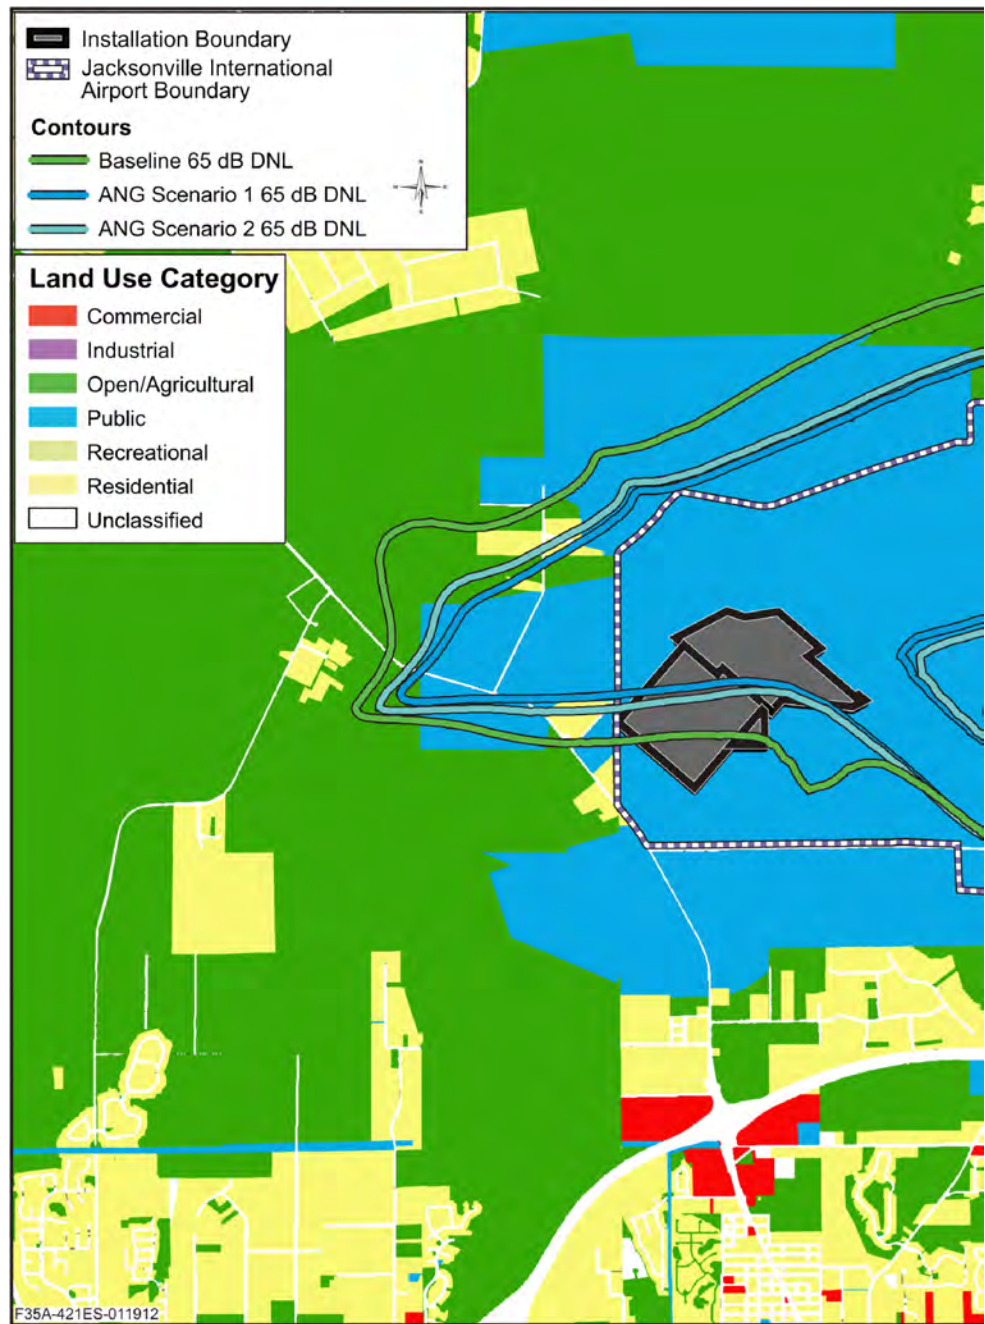 Installation Boundary
Jacksonville International
Airport Boundary
Contours
Baseline 65 dB DNL
ANG Scenario 1 65 dB DNL
ANG Scenario 2 65 dB DNL
Land Use Category
Commercial
Industrial
Open/Agricultural
Public
Recreational
Residential
Unclassified
F35A-421ES-011912